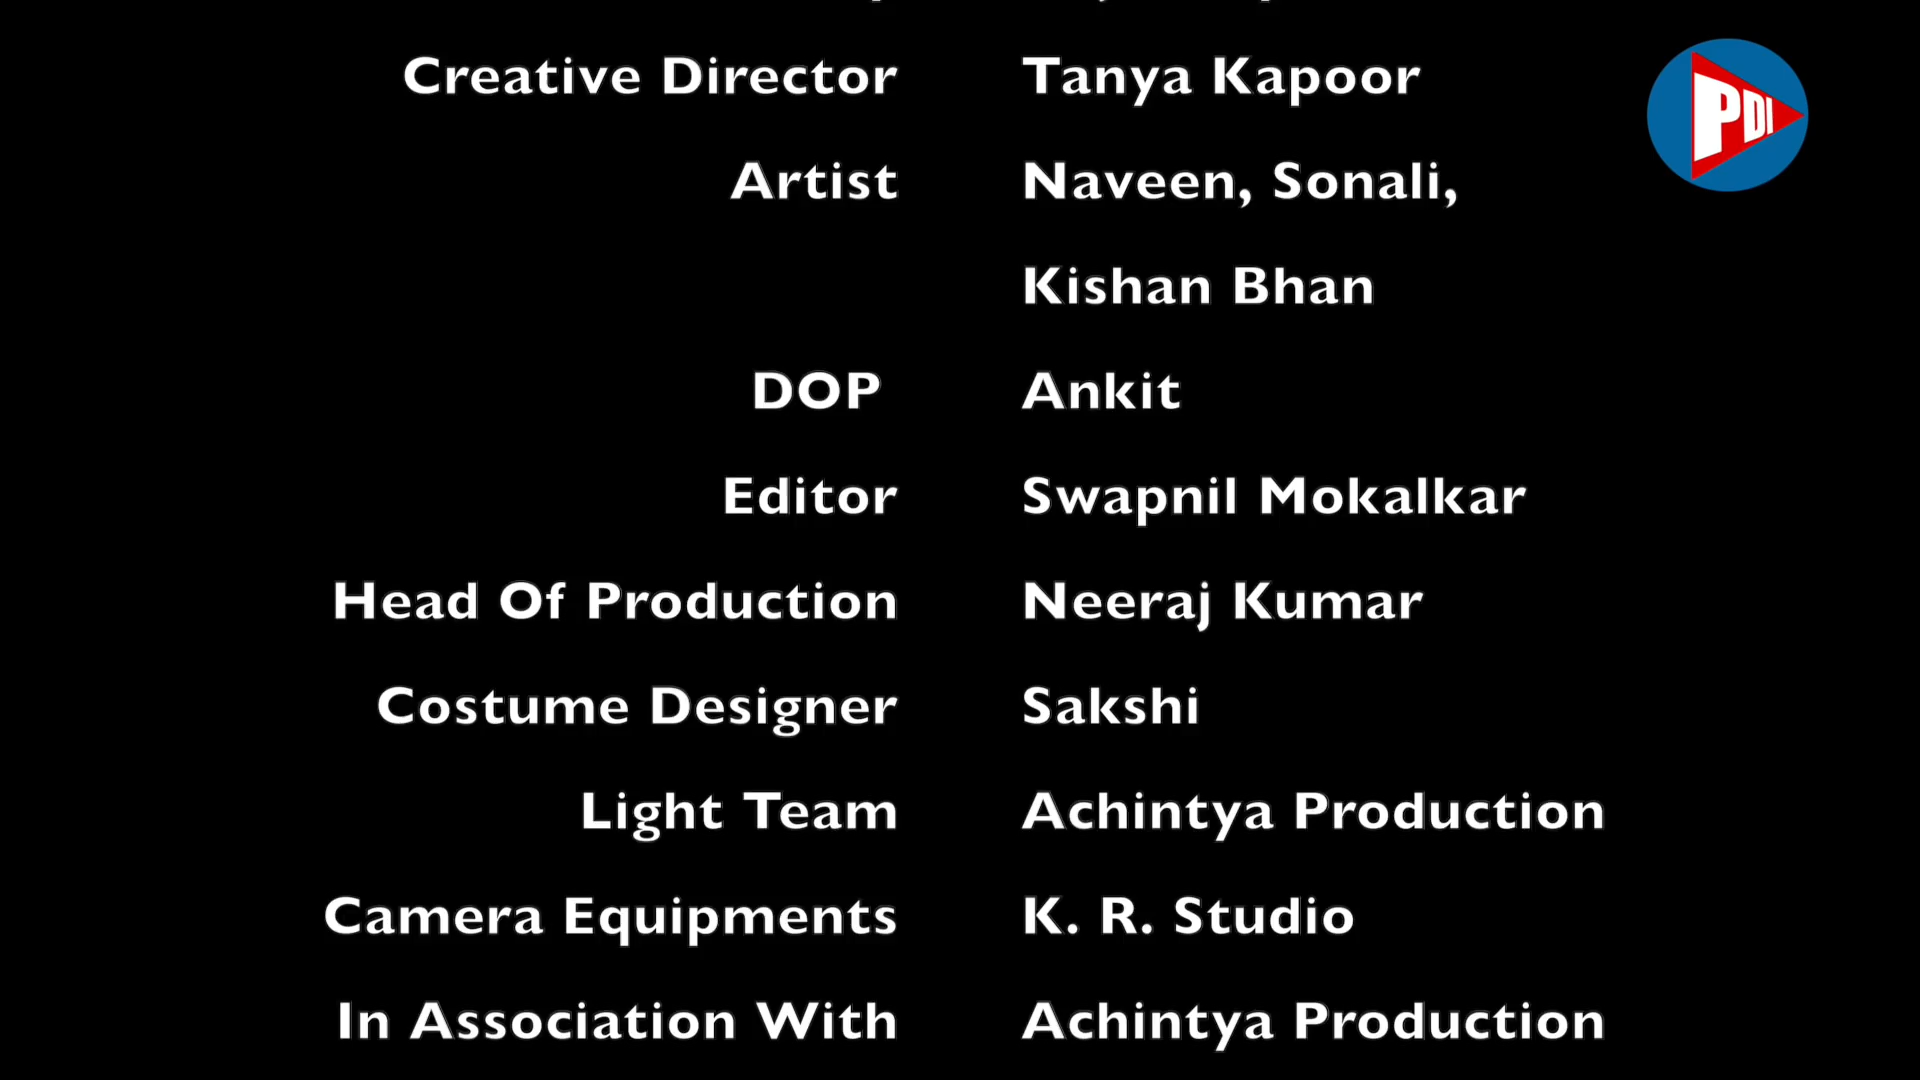 Creative Director Tanya Kapoor
PDI
Artist Naveen, Sonali,
Kishan Bhan
DOP Ankit
Editor Swapnil Mokalkar
Head Of Production Neeraj Kumar
Costume Designer Sakshi
Light Team Achintya Production
Camera Equipments K. R. Studio
In Association With Achintya Production